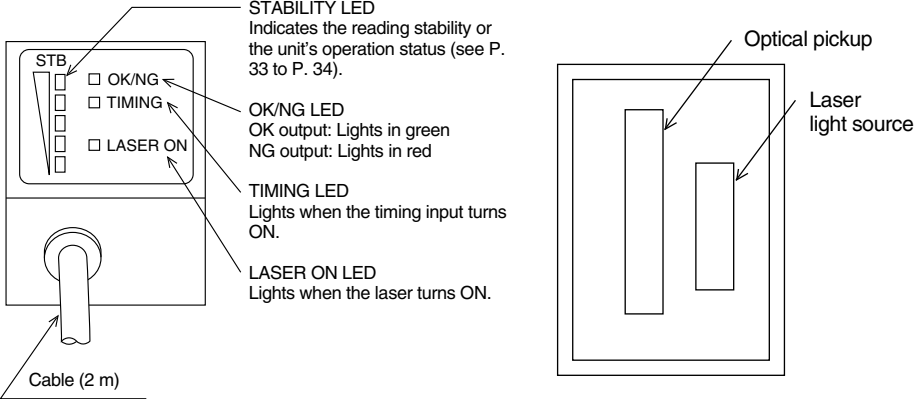 STABILITY LED
Indicates the reading stability or
the unit's operation status (see P.
33 to P. 34).
STB
OK/NG
TIMING
LASER ON
OK/NG LED
OK output: Lights in green
NG output: Lights in red
TIMING LED
Lights when the timing input turns
ON.
LASER ON LED
Lights when the laser turns ON.
Cable (2 m)
Optical pickup
Laser
light source